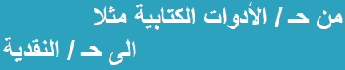 من حـ / الأدوات الكتابية مثلا
الى حـ / النقدية